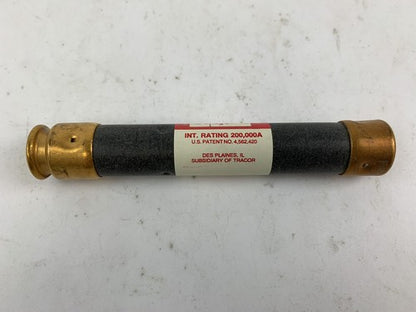 INT. RATING 200,000A
U.S. PATENT NO. 4,562,420
DES PLAINES, IL
SUBSIDIARY OF TRACOR